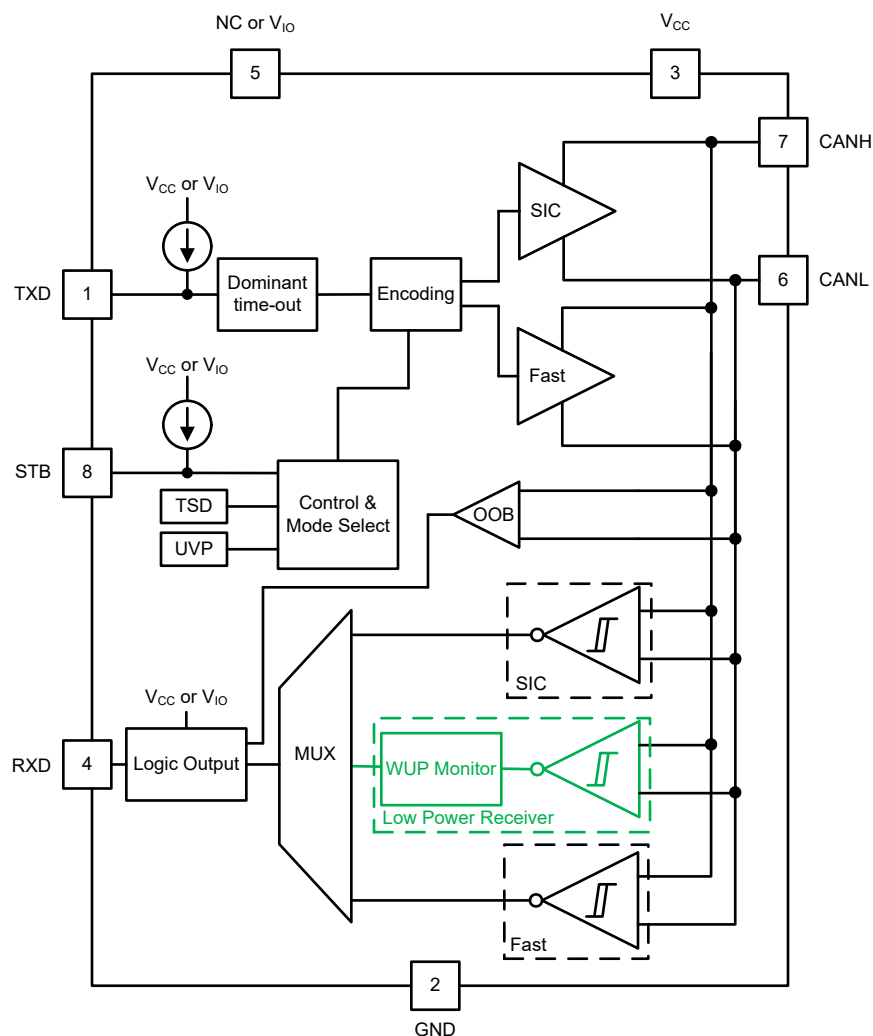 NC or VIO
VCC
5
3
7
CANH
VCC or VIO
SIC
TXD
1
Dominant
time-out
Encoding
6
CANL
VCC or VIO
Fast
STB
8
TSD
UVP
Control &
Mode Select
OOB
SIC
VCC or VIO
RXD
4
Logic Output
MUX
WUP Monitor
Low Power Receiver
Fast
2
GND